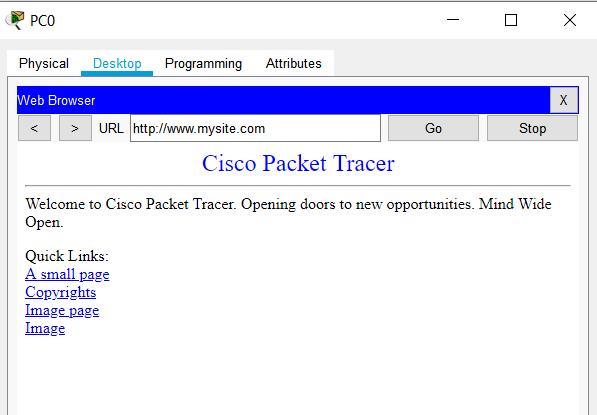 PC0
Physical Desktop Programming Attributes
Web Browser X
< > URL http://www.mysite.com Go Stop
Cisco Packet Tracer
Welcome to Cisco Packet Tracer. Opening doors to new opportunities. Mind Wide
Open.
Quick Links:
A small page
Copyrights
Image page
Image